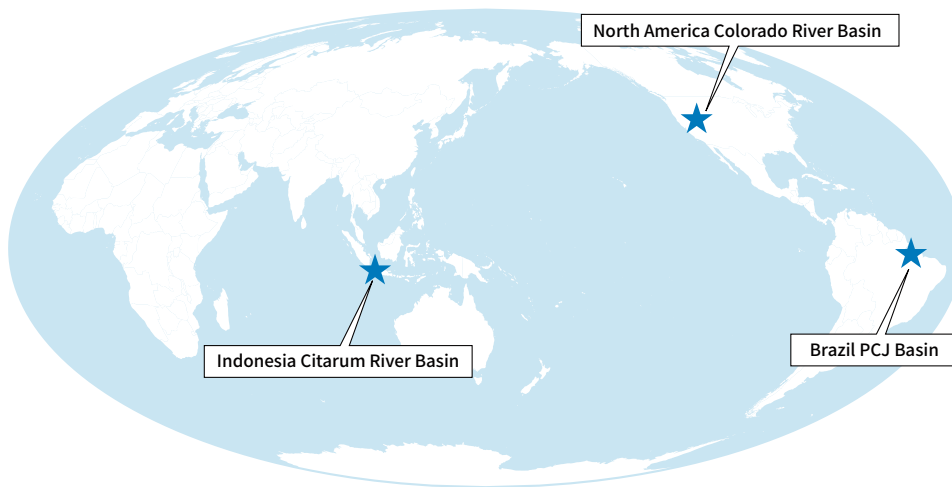 North America Colorado River Basin
Indonesia Citarum River Basin
Brazil PCJ Basin